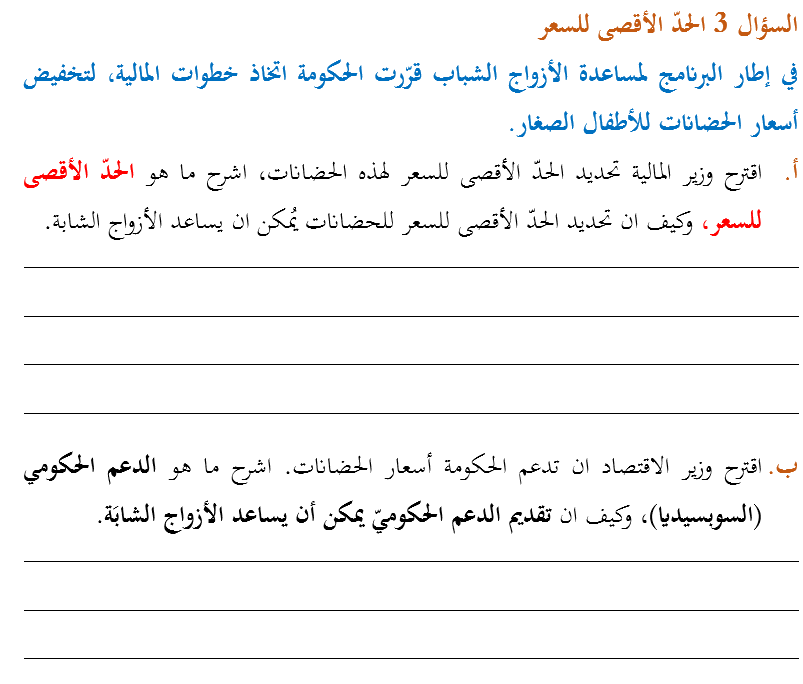 السؤال 3 الحدّ الأقصى للسعر
في إطار البرنامج لمساعدة الأزواج الشباب قرّرت الحكومة اتخاذ خطوات المالية، لتخفيض
أسعار الحضانات للأطفال الصغار.
أ. اقترح وزير المالية تحديد الحدّ الأقصى للسعر لهذه الحضانات، اشرح ما هو الحدّ الأقصى
للسعر، وكيف ان تحديد الحدّ الأقصى للسعر للحضانات يُمكن ان يساعد الأزواج الشابة.
ب. اقترح وزير الاقتصاد ان تدعم الحكومة أسعار الحضانات. اشرح ما هو الدعم الحكومي
(السوبسيديا)، وكيف ان تقديم الدعم الحكوميّ يمكن أن يساعد الأزواج الشابَة.